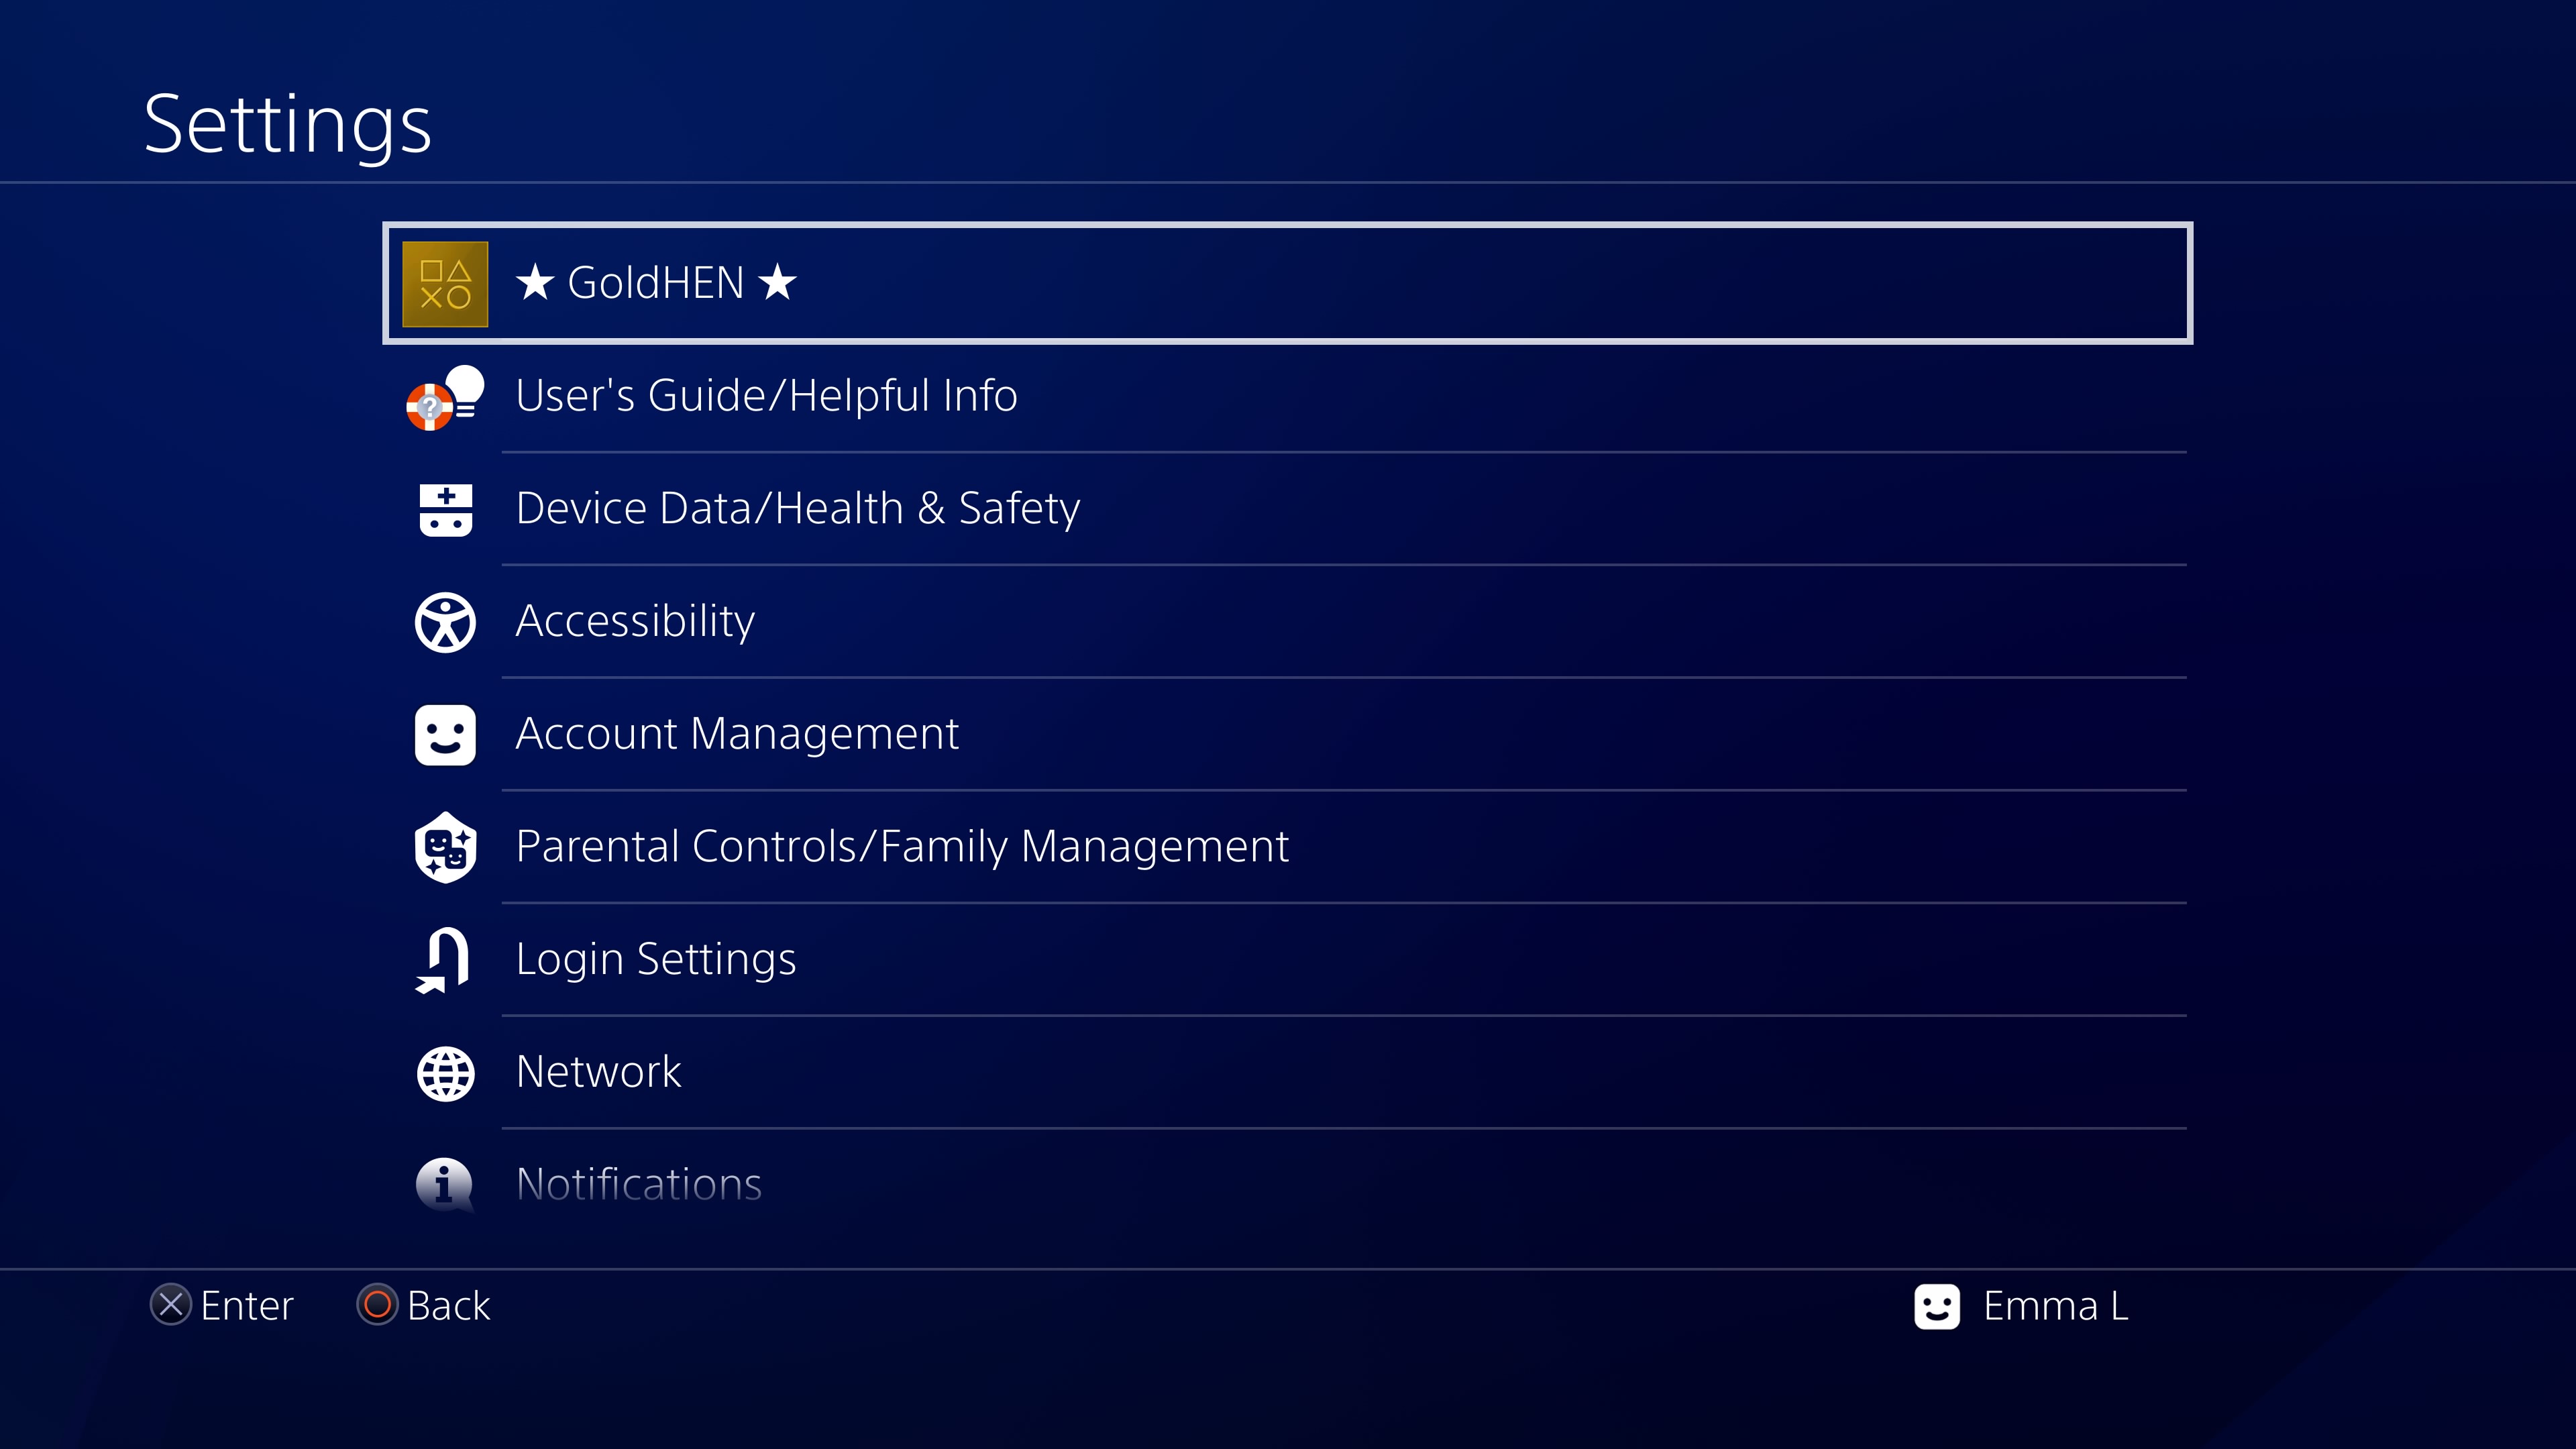 Settings
★ GoldHEN ★
User's Guide/Helpful Info
Device Data/Health & Safety
Accessibility
Account Management
Parental Controls/Family Management
Login Settings
Network
Notifications
Enter Back Emma L